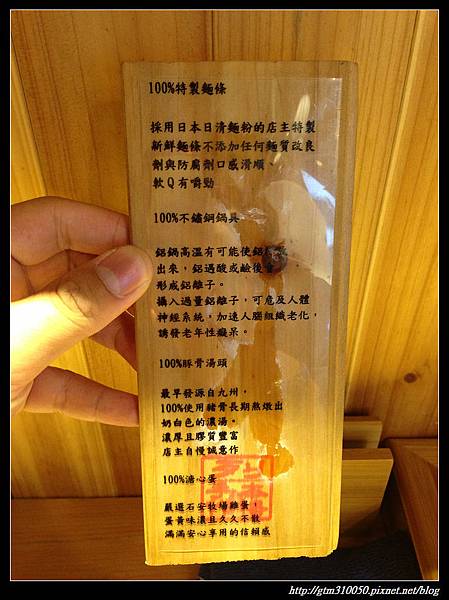 100%特製麵條
採用日本日清麵粉的店主特製
新鮮麵條不添加任何麵質改良
劑與防腐劑口感滑順、
軟Q有嚼勁
100%不鏽鋼鍋具
鋁鍋高溫有可能使鋁
出來，鋁遇酸或鹼後會
形成鋁離子。
攝入過量鋁離子，可危及人體
神經系統，加速人腦組織老化，
誘發老年性癡呆。
100%豚骨湯頭
最早發源自九州，
100%使用豬骨長期熬燉出
奶白色的濃湯。
濃厚且膠質豐富
店主自慢誠意作
100%溏心蛋
嚴選石安牧場雞蛋，
蛋黃味濃且久久不散
滿滿安心享用的信賴感
http://gtm310050.pixnet.net/blog